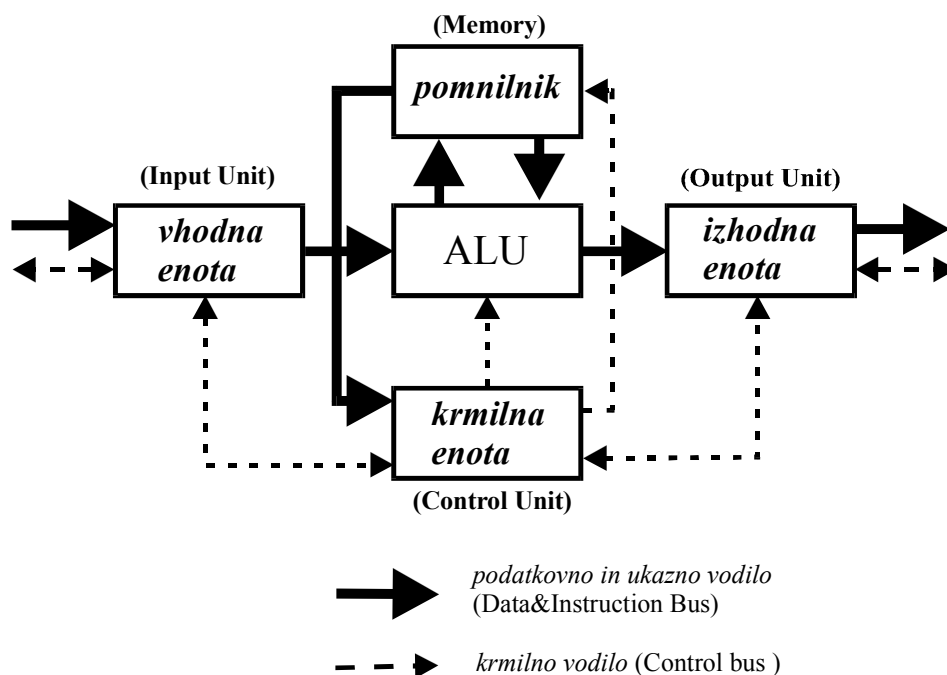 (Memory)
pomnilnik
(Input Unit)
(Output Unit)
vhodna
enota
ALU
izhodna
enota
krmilna
enota
(Control Unit)
podatkovno in ukazno vodilo
(Data&Instruction Bus)
krmilno vodilo (Control bus )